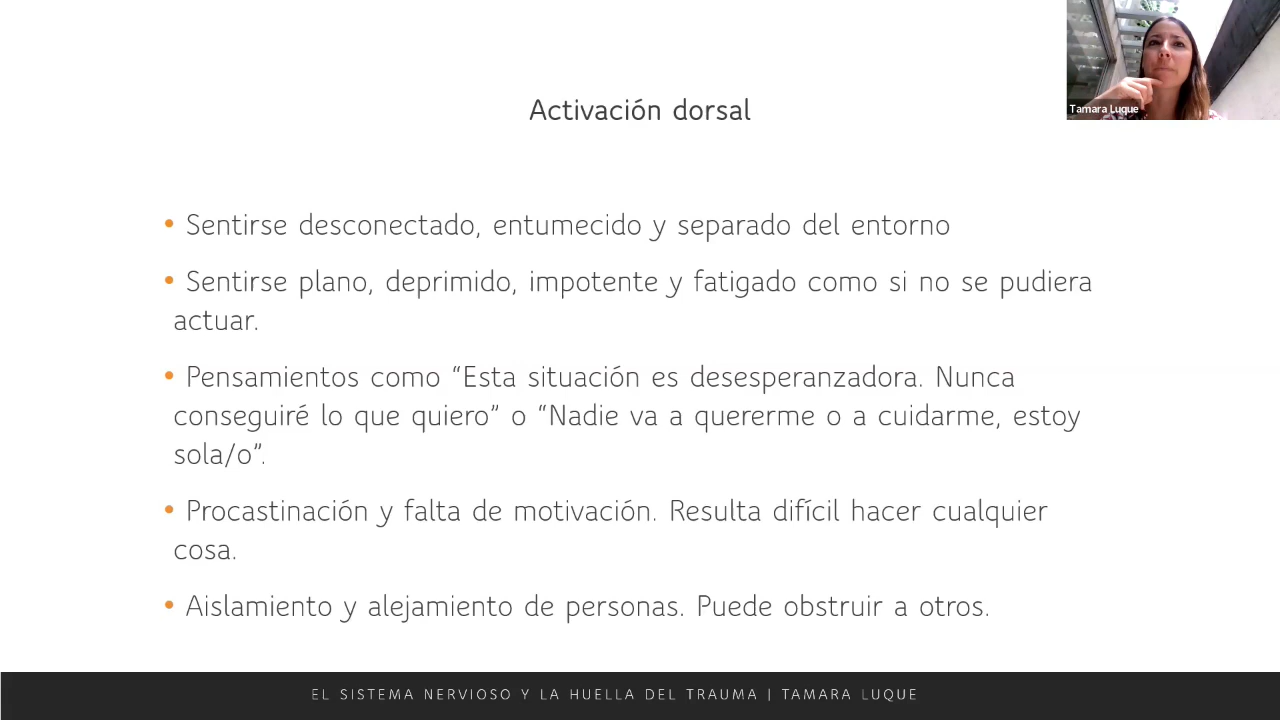 Tamara Luque
Activación dorsal
• Sentirse desconectado, entumecido y separado del entorno
• Sentirse plano, deprimido, impotente y fatigado como si no se pudiera
actuar.
• Pensamientos como “Esta situación es desesperanzadora. Nunca
conseguiré lo que quiero” o “Nadie va a quererme o a cuidarme, estoy
sola/o”.
• Procastinación y falta de motivación. Resulta difícil hacer cualquier
cosa.
• Aislamiento y alejamiento de personas. Puede obstruir a otros.
EL SISTEMA NERVIOSO Y LA HUELLA DEL TRAUMA | TAMARA LUQUE